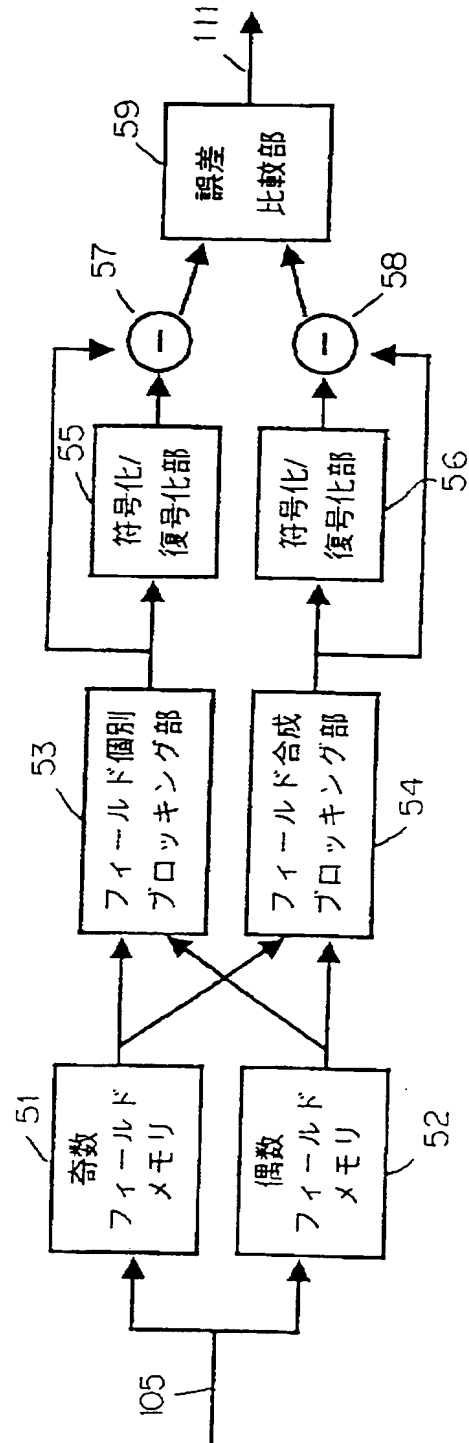 105
51
奇数
フィールド
メモリ
偶数
フィールド
メモリ
52
53
フィールド個別
ブロッキング部
フィールド合成
ブロッキング部
54
55
符号化/
復号化部
符号化/
復号化部
56
57
−
−
58
59
誤差
比較部
111